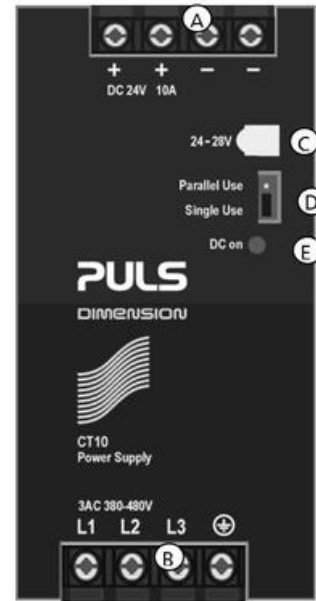 A
+ + − −
DC 24V 10A
24–28V
C
Parallel Use
Single Use
D
DC on
E
PULS
DIMENSION
CT10
Power Supply
3AC 380-480V
L1 L2 L3
B